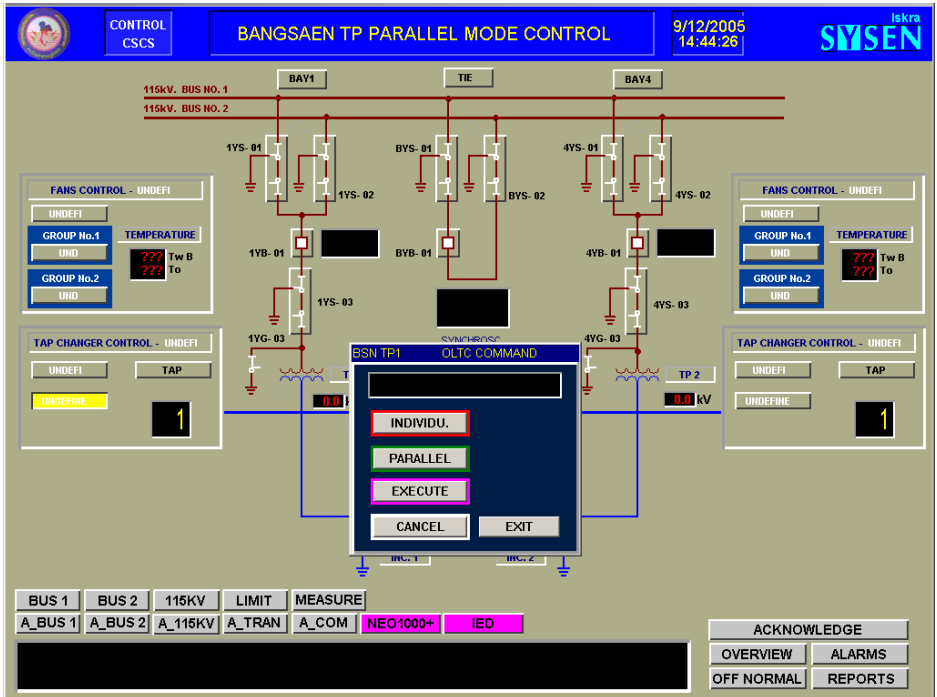 CONTROL
CSCS
BANGSAEN TP PARALLEL MODE CONTROL
9/12/2005
14:44:26
Iskra
SYSEN
BAY1
TIE
BAY4
115kV. BUS NO. 1
115kV. BUS NO. 2
1YS- 01
BYS- 01
4YS- 01
1YS- 02
BYS- 02
4YS- 02
FANS CONTROL - UNDEFI
UNDEFI
GROUP No.1
UND
TEMPERATURE
??? Tw B
??? To
GROUP No.2
UND
FANS CONTROL - UNDEFI
UNDEFI
GROUP No.1
UND
TEMPERATURE
??? Tw B
??? To
GROUP No.2
UND
1YB- 01
BYB- 01
4YB- 01
1YS- 03
4YS- 03
1YG- 03
SYNCHROSC
4YG- 03
TAP CHANGER CONTROL - UNDEFI
UNDEFI
TAP
UNDEFINE
1
TAP CHANGER CONTROL - UNDEFI
UNDEFI
TAP
UNDEFINE
1
T
0.0
TP 2
0.0 kV
BSN TP1 OLTC COMMAND
INDIVIDU.
PARALLEL
EXECUTE
CANCEL
EXIT
INC. 1
INC. 2
BUS 1
BUS 2
115KV
LIMIT
MEASURE
A_BUS 1
A_BUS 2
A_115KV
A_TRAN
A_COM
NEO1000+
IED
ACKNOWLEDGE
OVERVIEW
ALARMS
OFF NORMAL
REPORTS